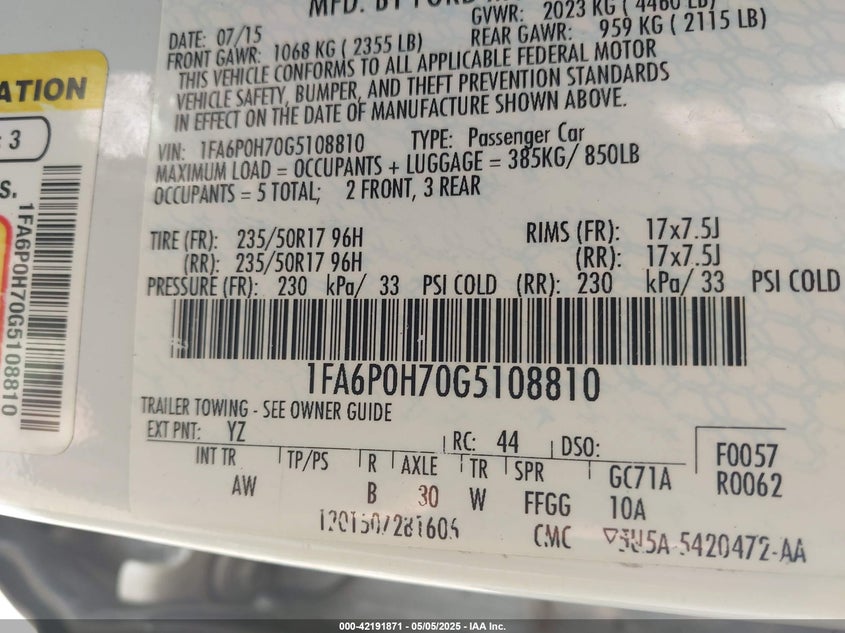 MFD. BY FORD
GVWR: 2023 KG ( 4460 LB)
DATE: 07/15
FRONT GAWR: 1068 KG ( 2355 LB)
REAR GAWR: 959 KG ( 2115 LB)
THIS VEHICLE CONFORMS TO ALL APPLICABLE FEDERAL MOTOR
VEHICLE SAFETY, BUMPER, AND THEFT PREVENTION STANDARDS
IN EFFECT ON THE DATE OF MANUFACTURE SHOWN ABOVE.
VIN: 1FA6P0H70G5108810 TYPE: Passenger Car
MAXIMUM LOAD = OCCUPANTS + LUGGAGE = 385KG/ 850LB
OCCUPANTS = 5 TOTAL; 2 FRONT, 3 REAR
TIRE (FR): 235/50R17 96H RIMS (FR): 17x7.5J
(RR): 235/50R17 96H (RR): 17x7.5J
PRESSURE (FR): 230 kPa/ 33 PSI COLD (RR): 230 kPa/ 33 PSI COLD
1FA6P0H70G5108810
TRAILER TOWING - SEE OWNER GUIDE
EXT PNT: YZ RC: 44 DSO:
F0057
R0062
INT TR TP/PS R AXLE TR SPR GC71A
AW B 30 W FFGG 10A
CMC 5U5A-5420472-AA
ATION
: 3
S.
1FA6P0H70G5108810
000-42191871 | 05/05/2025 - IAA Inc.